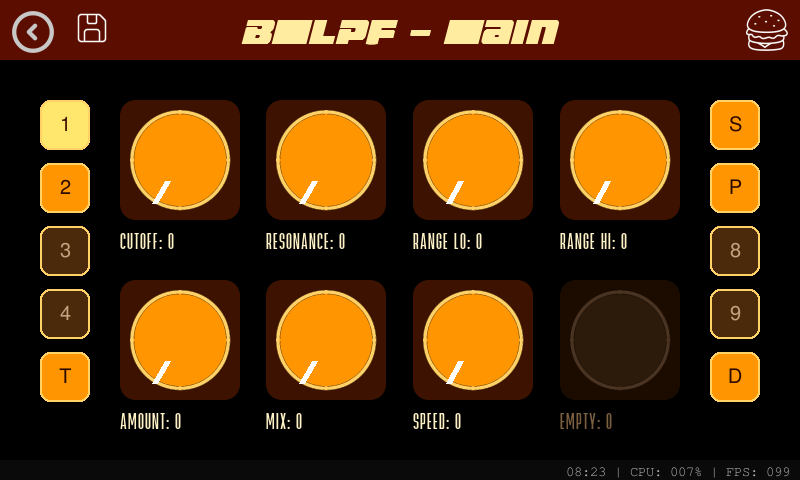 BMLPF - Main
1
2
3
4
T
CUTOFF: 0
RESONANCE: 0
RANGE LO: 0
RANGE HI: 0
AMOUNT: 0
MIX: 0
SPEED: 0
EMPTY: 0
S
P
8
9
D
08:23 | CPU: 007% | FPS: 099